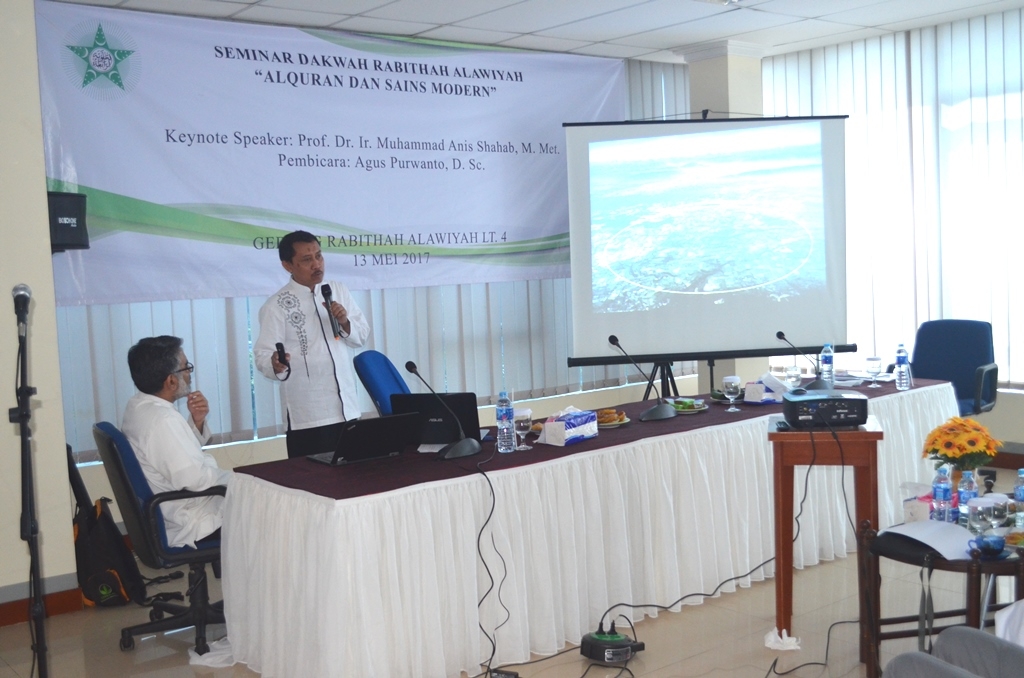 SEMINAR DAKWAH RABITHAH ALAWIYAH
“ALQURAN DAN SAINS MODERN”
Keynote Speaker: Prof. Dr. Ir. Muhammad Anis Shahab, M. Met.
Pembicara: Agus Purwanto, D. Sc.
RABITHAH ALAWIYAH LT. 4
13 MEI 2017